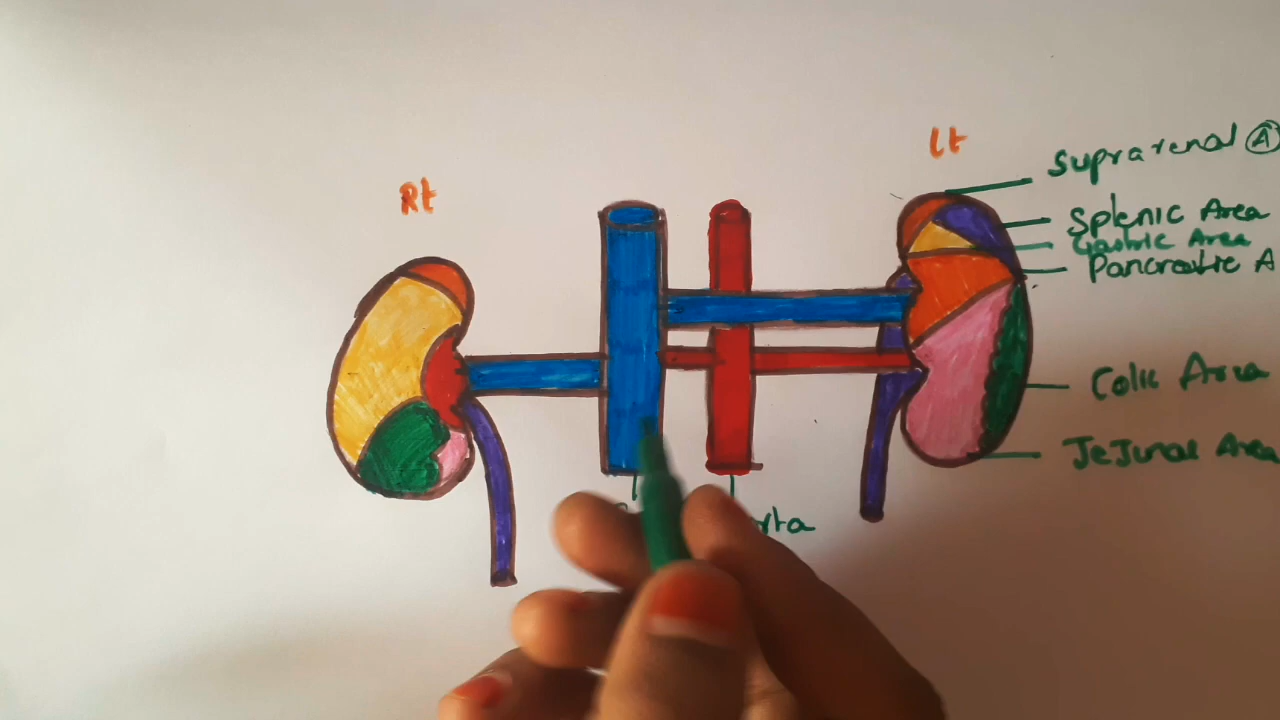 Lt
Suprarenal A
Rt
Splenic Area
Gastric Area
Pancreatic A
Colic Area
JeJunal Area